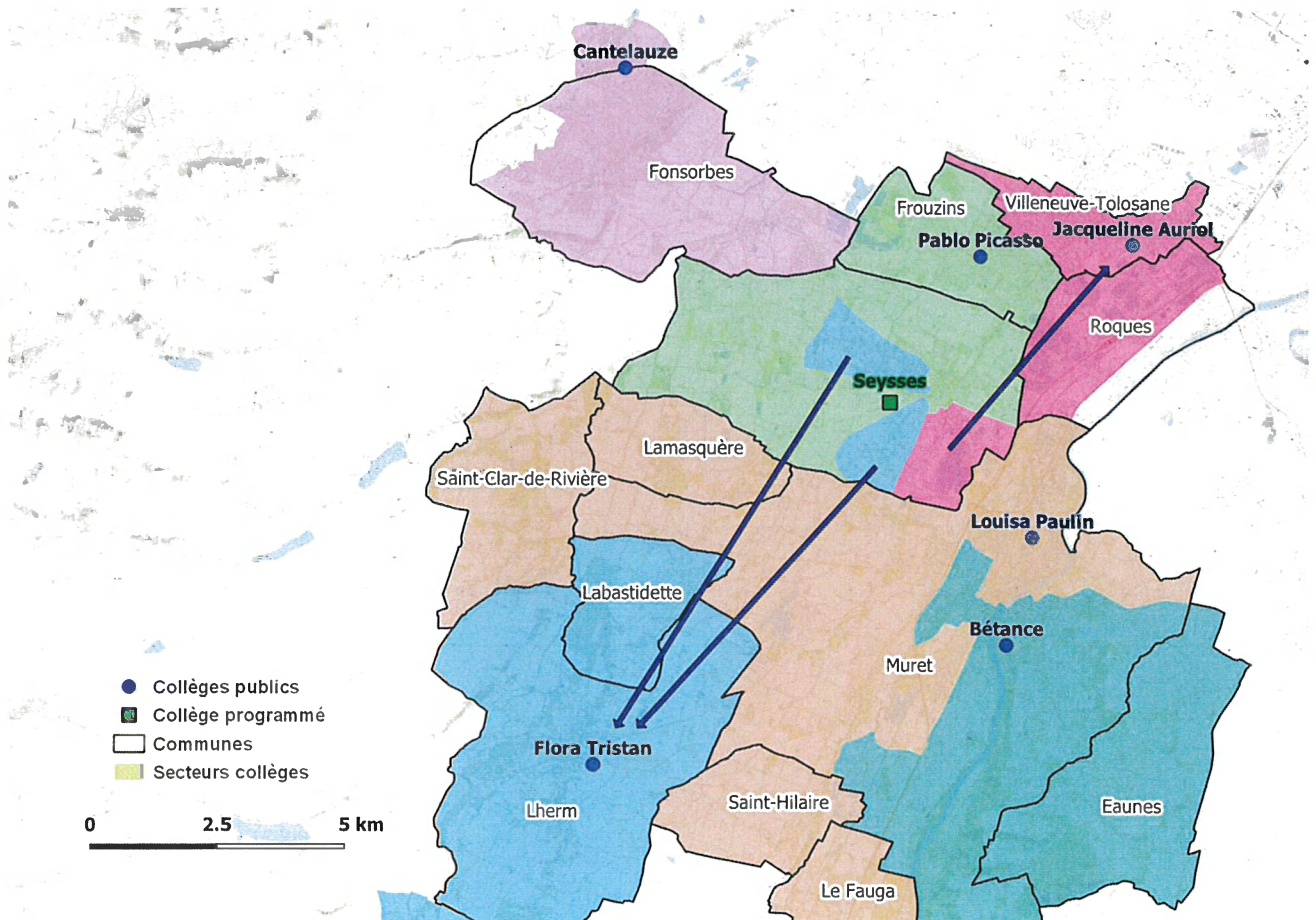 Cantelauze
Fonsorbes
Frouzins
Villeneuve-Tolosane
Pablo Picasso
Jacqueline Auriol
Roques
Seysses
Lamasquère
Saint-Clar-de-Rivière
Louisa Paulin
Labastidette
Bétance
Muret
Flora Tristan
Lherm
Saint-Hilaire
Eaunes
Le Fauga
Collèges publics
Collège programmé
Communes
Secteurs collèges
0 2.5 5 km